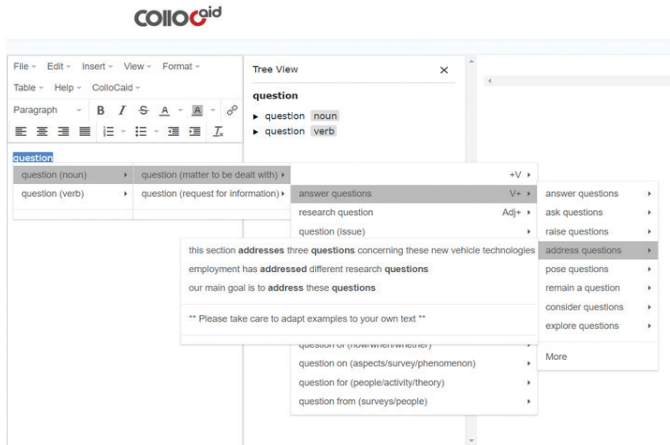 collocaid
File Edit Insert View Format
Table Help ColloCaid
Paragraph B I S A A
Tree View
question
question noun
question verb
question
question (noun)
question (verb)
question (matter to be dealt with)
question (request for information)
+V
answer questions V+
research question Adj+
question (issue)
this section addresses three questions concerning these new vehicle technologies
employment has addressed different research questions
our main goal is to address these questions
** Please take care to adapt examples to your own text **
question of (how/when/whether)
question on (aspects/survey/phenomenon)
question for (people/activity/theory)
question from (surveys/people)
answer questions
ask questions
raise questions
address questions
pose questions
remain a question
consider questions
explore questions
More